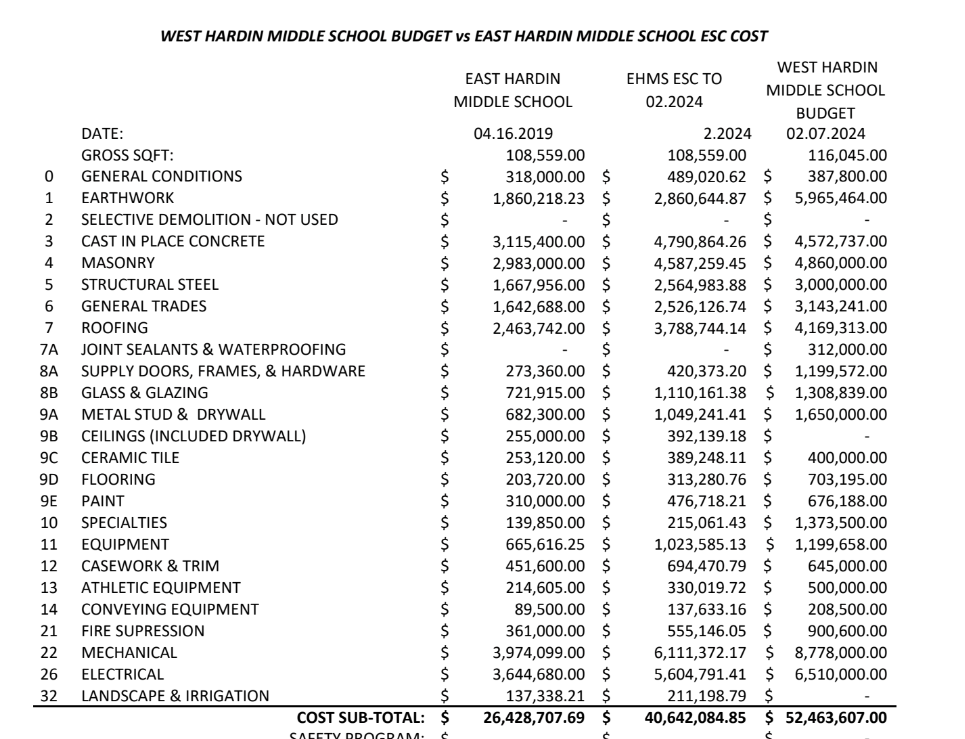 WEST HARDIN MIDDLE SCHOOL BUDGET vs EAST HARDIN MIDDLE SCHOOL ESC COST
EAST HARDIN MIDDLE SCHOOL EHMS ESC TO 02.2024 WEST HARDIN MIDDLE SCHOOL BUDGET
DATE: 04.16.2019 2.2024 02.07.2024
GROSS SQFT: 108,559.00 108,559.00 116,045.00
0 GENERAL CONDITIONS $ 318,000.00 $ 489,020.62 $ 387,800.00
1 EARTHWORK $ 1,860,218.23 $ 2,860,644.87 $ 5,965,464.00
2 SELECTIVE DEMOLITION - NOT USED $ - $ - $ -
3 CAST IN PLACE CONCRETE $ 3,115,400.00 $ 4,790,864.26 $ 4,572,737.00
4 MASONRY $ 2,983,000.00 $ 4,587,259.45 $ 4,860,000.00
5 STRUCTURAL STEEL $ 1,667,956.00 $ 2,564,983.88 $ 3,000,000.00
6 GENERAL TRADES $ 1,642,688.00 $ 2,526,126.74 $ 3,143,241.00
7 ROOFING $ 2,463,742.00 $ 3,788,744.14 $ 4,169,313.00
7A JOINT SEALANTS & WATERPROOFING $ - $ - $ 312,000.00
8A SUPPLY DOORS, FRAMES, & HARDWARE $ 273,360.00 $ 420,373.20 $ 1,199,572.00
8B GLASS & GLAZING $ 721,915.00 $ 1,110,161.38 $ 1,308,839.00
9A METAL STUD & DRYWALL $ 682,300.00 $ 1,049,241.41 $ 1,650,000.00
9B CEILINGS (INCLUDED DRYWALL) $ 255,000.00 $ 392,139.18 $ -
9C CERAMIC TILE $ 253,120.00 $ 389,248.11 $ 400,000.00
9D FLOORING $ 203,720.00 $ 313,280.76 $ 703,195.00
9E PAINT $ 310,000.00 $ 476,718.21 $ 676,188.00
10 SPECIALTIES $ 139,850.00 $ 215,061.43 $ 1,373,500.00
11 EQUIPMENT $ 665,616.25 $ 1,023,585.13 $ 1,199,658.00
12 CASEWORK & TRIM $ 451,600.00 $ 694,470.79 $ 645,000.00
13 ATHLETIC EQUIPMENT $ 214,605.00 $ 330,019.72 $ 500,000.00
14 CONVEYING EQUIPMENT $ 89,500.00 $ 137,633.16 $ 208,500.00
21 FIRE SUPRESSION $ 361,000.00 $ 555,146.05 $ 900,600.00
22 MECHANICAL $ 3,974,099.00 $ 6,111,372.17 $ 8,778,000.00
26 ELECTRICAL $ 3,644,680.00 $ 5,604,791.41 $ 6,510,000.00
32 LANDSCAPE & IRRIGATION $ 137,338.21 $ 211,198.79 $ -
COST SUB-TOTAL: $ 26,428,707.69 $ 40,642,084.85 $ 52,463,607.00
SAFETY PROGRAM: $ $ $ -